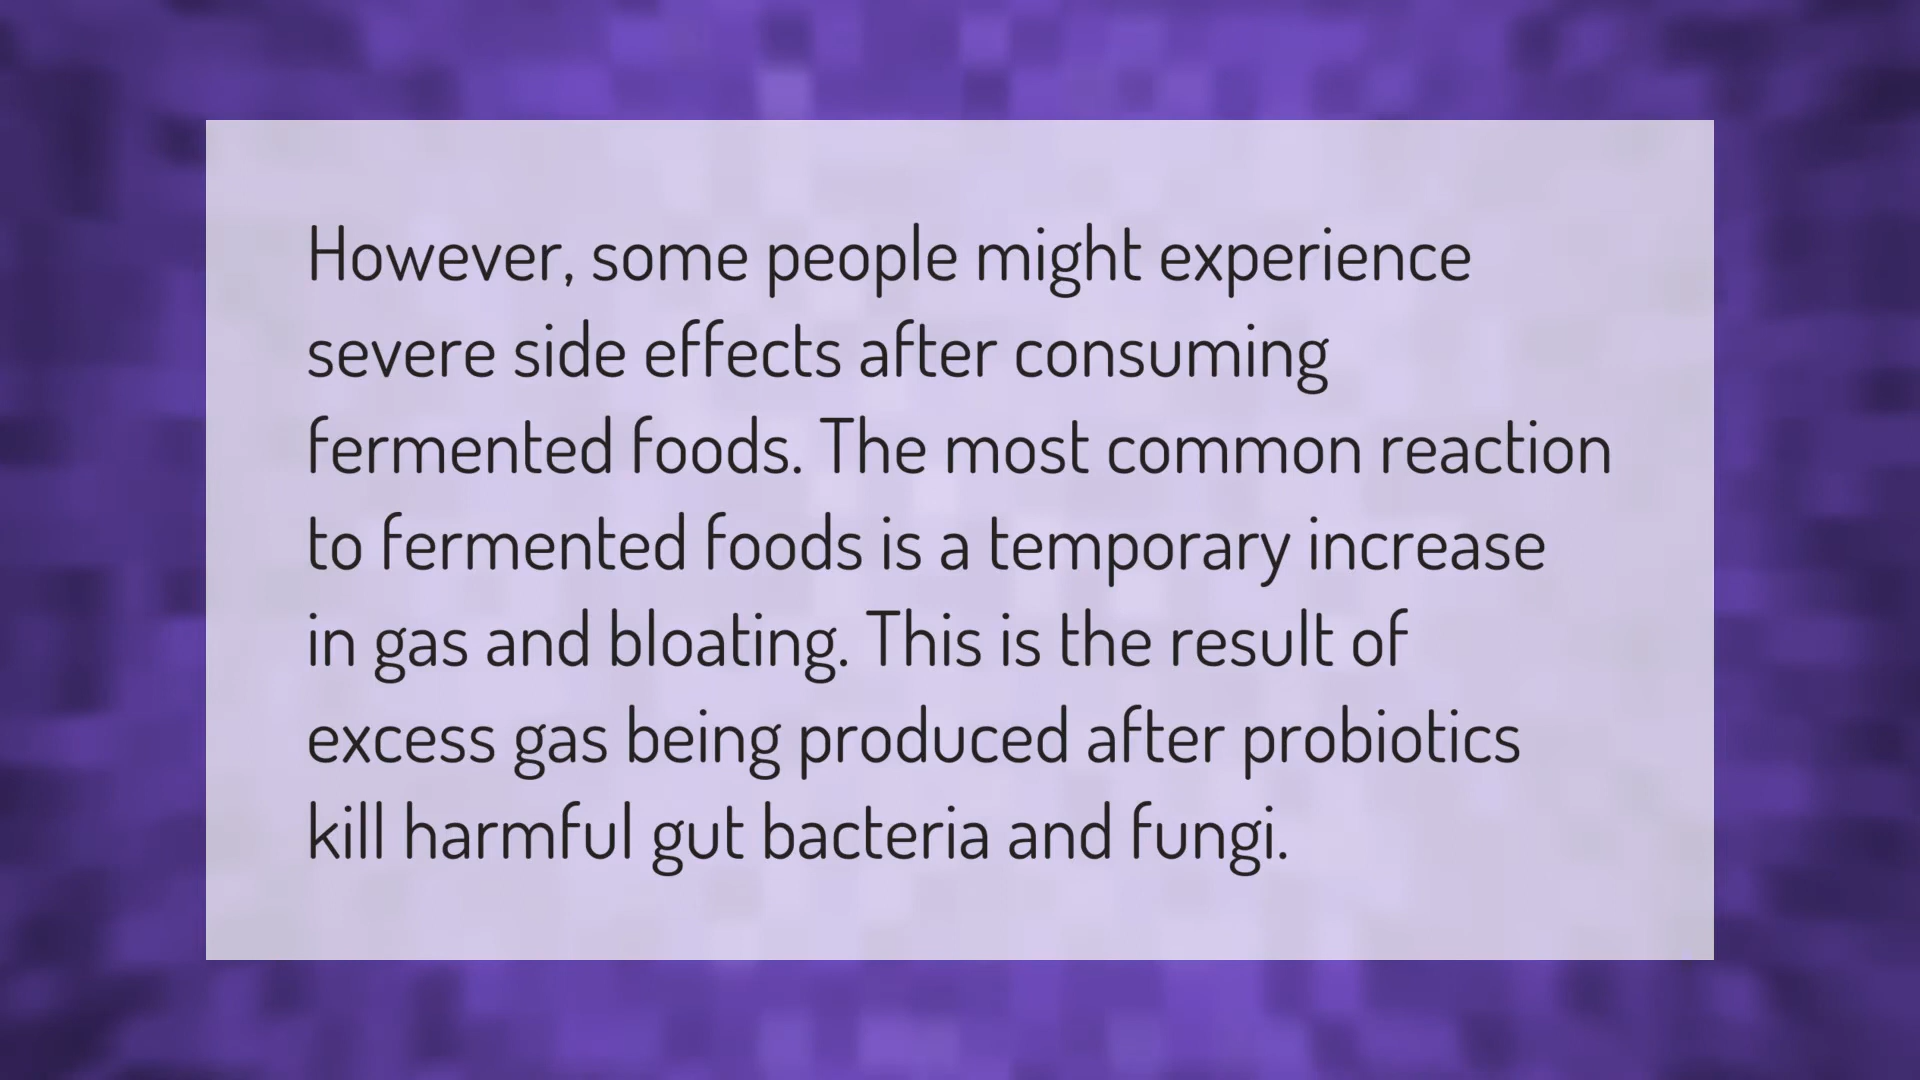 However, some people might experience
severe side effects after consuming
fermented foods. The most common reaction
to fermented foods is a temporary increase
in gas and bloating. This is the result of
excess gas being produced after probiotics
kill harmful gut bacteria and fungi.